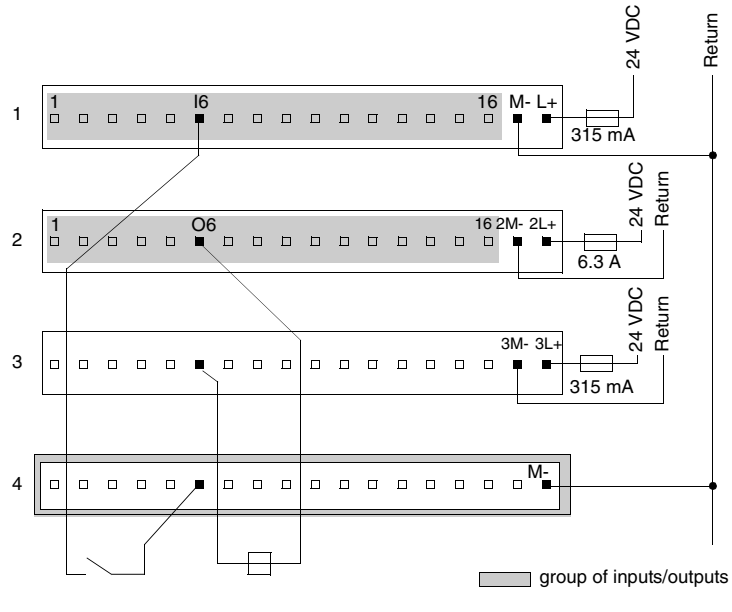 24 VDC
Return
1
1 I6 16 M- L+
315 mA
24 VDC
Return
2
1 O6 16 2M- 2L+
6.3 A
24 VDC
Return
3
3M- 3L+
315 mA
4
M-
group of inputs/outputs